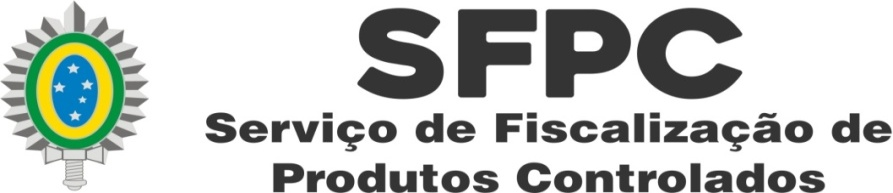 SFPC
Serviço de Fiscalização de
Produtos Controlados